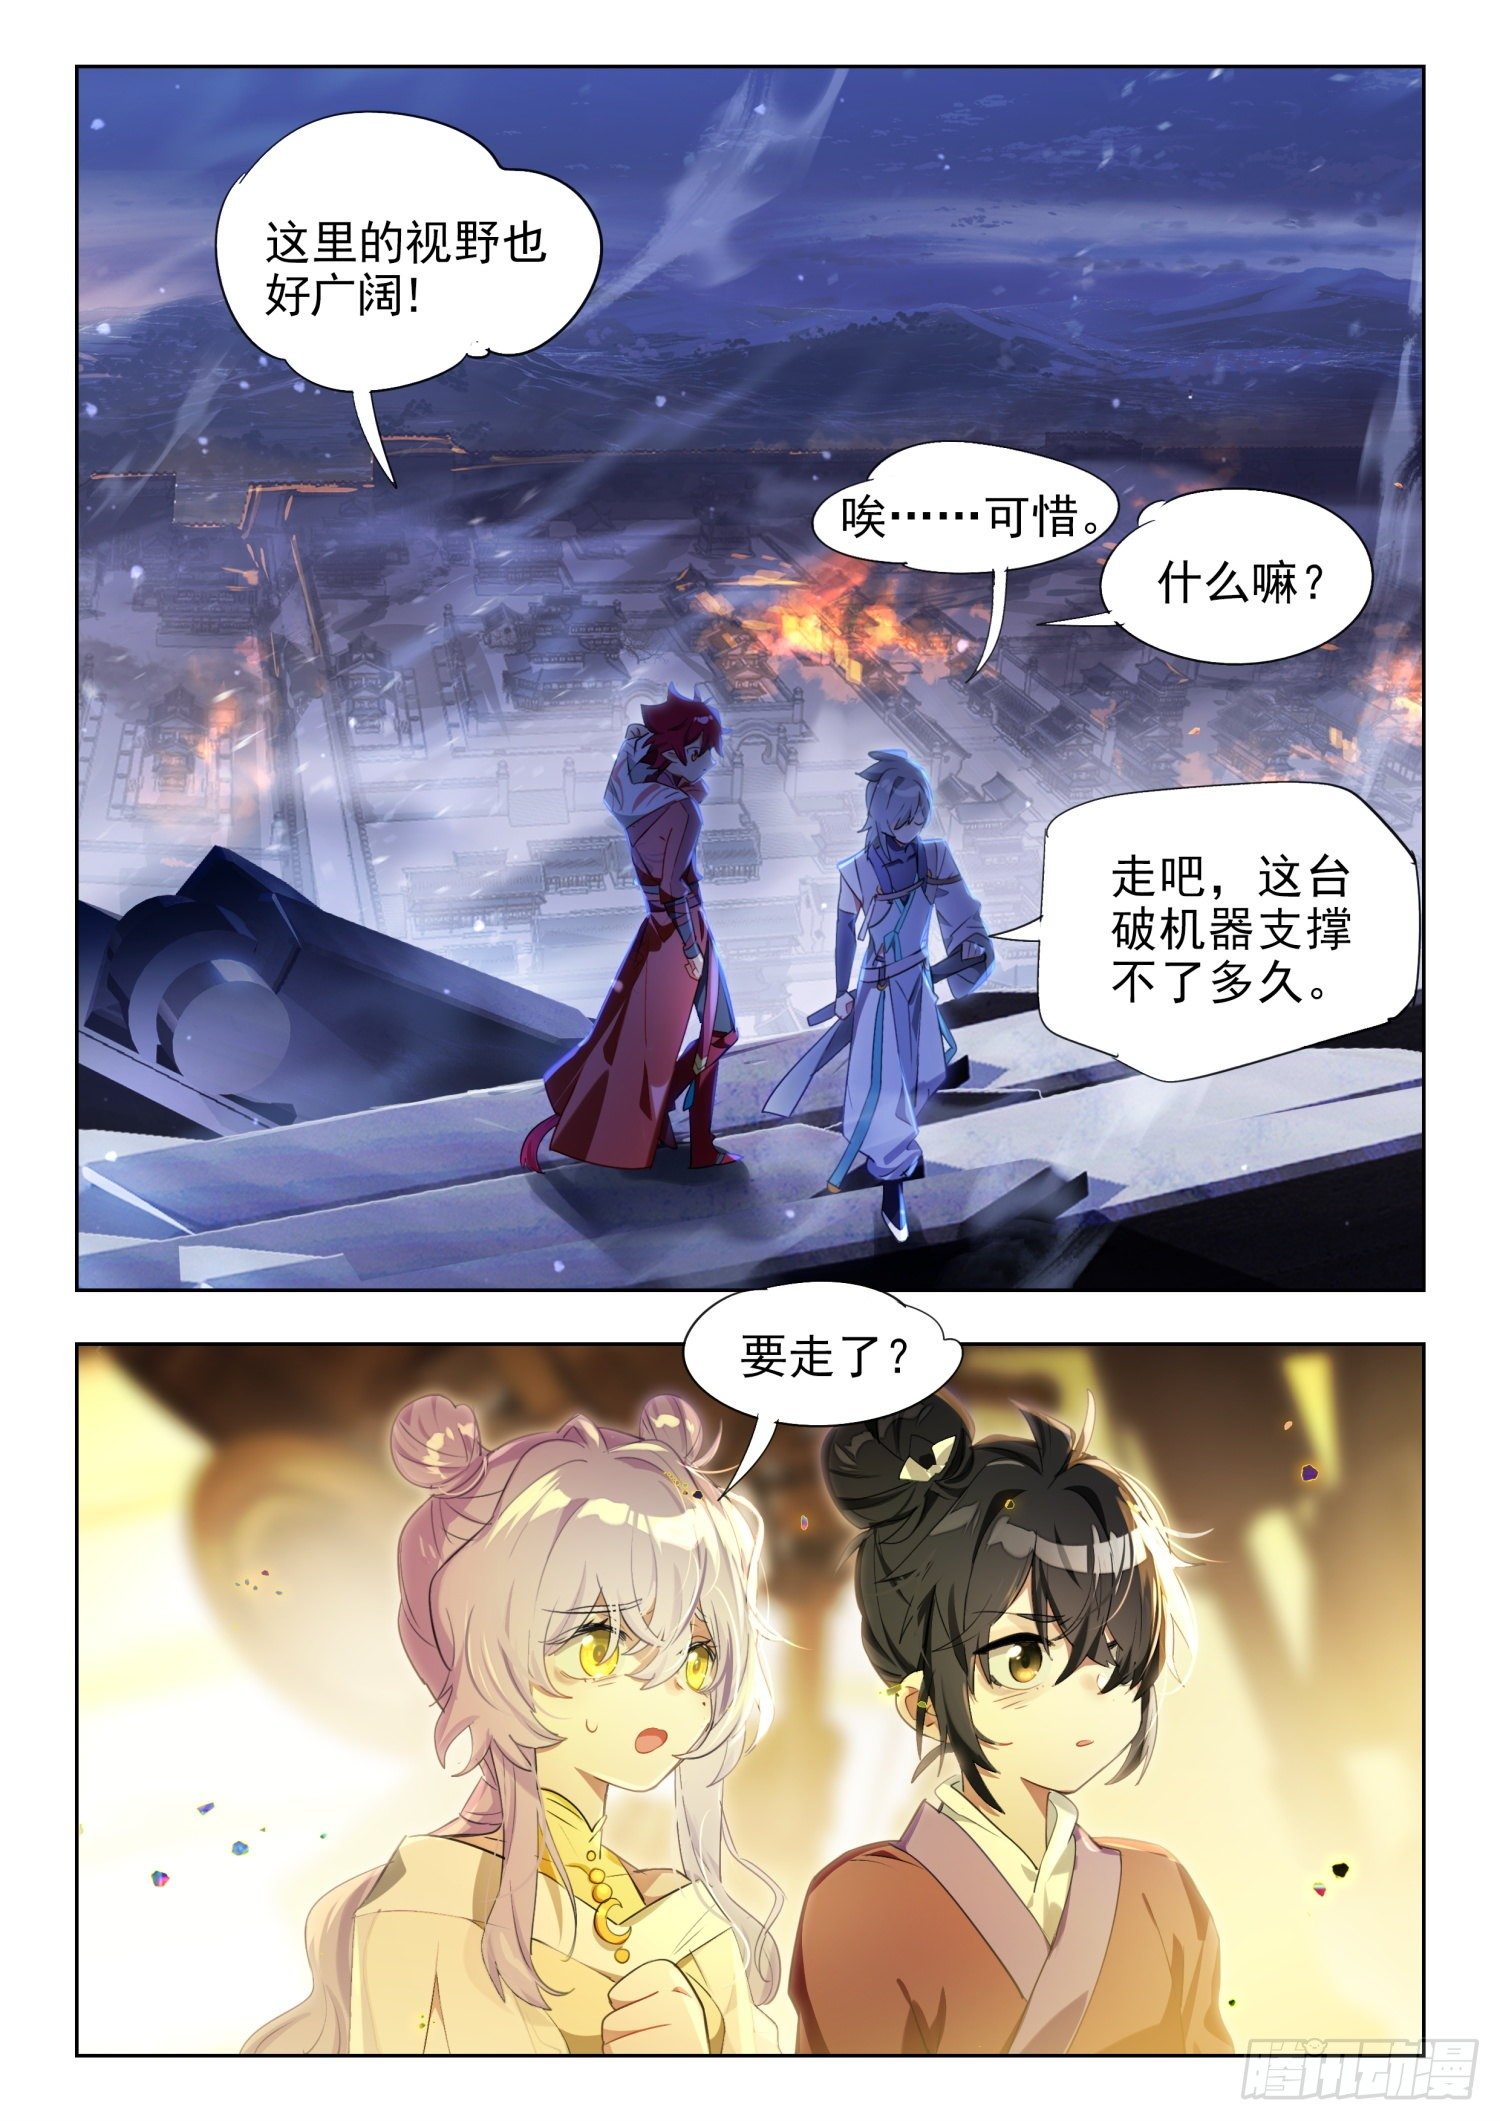 这里的视野也
好广阔！
唉……可惜。
什么嘛？
走吧，这台
破机器支撑
不了多久。
要走了？
腾讯动漫